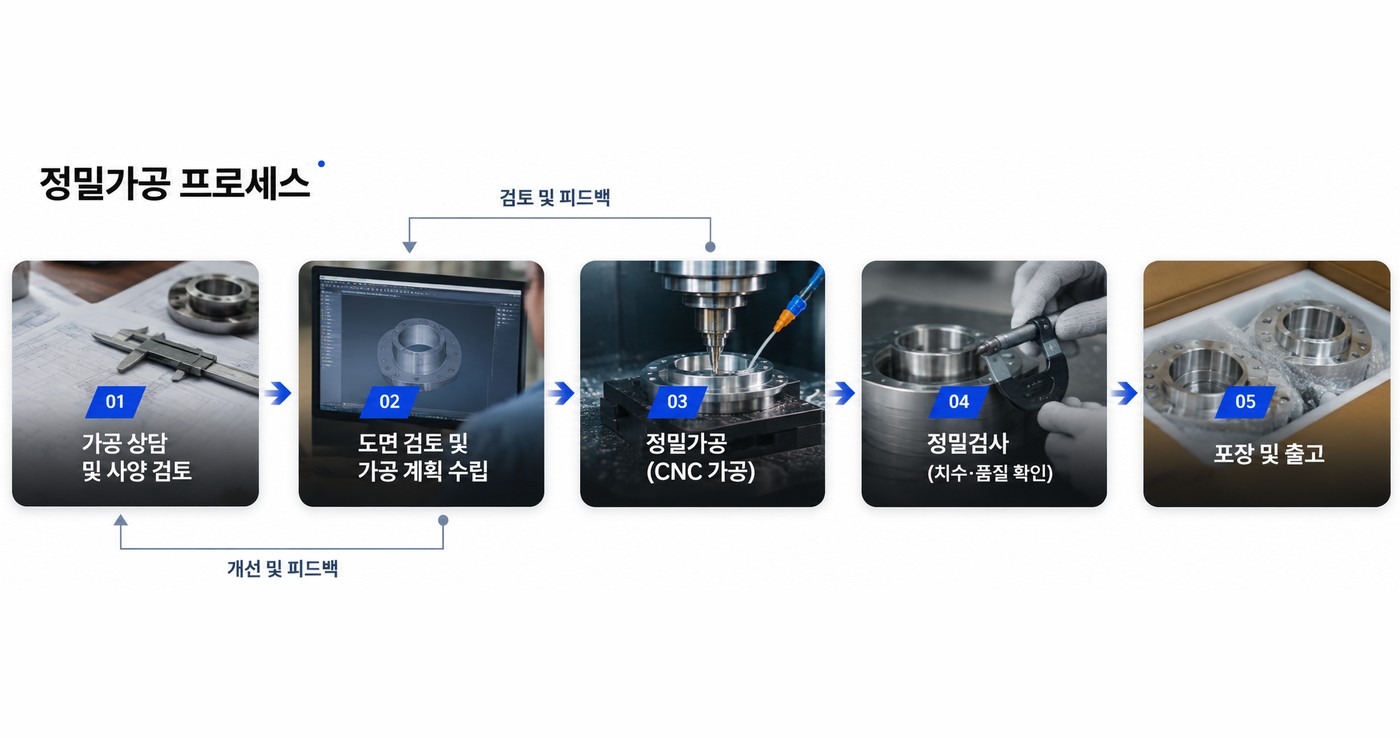 정밀가공 프로세스
검토 및 피드백
01
가공 상담
및 사양 검토
02
도면 검토 및
가공 계획 수립
03
정밀가공
(CNC 가공)
04
정밀검사
(치수·품질 확인)
05
포장 및 출고
개선 및 피드백